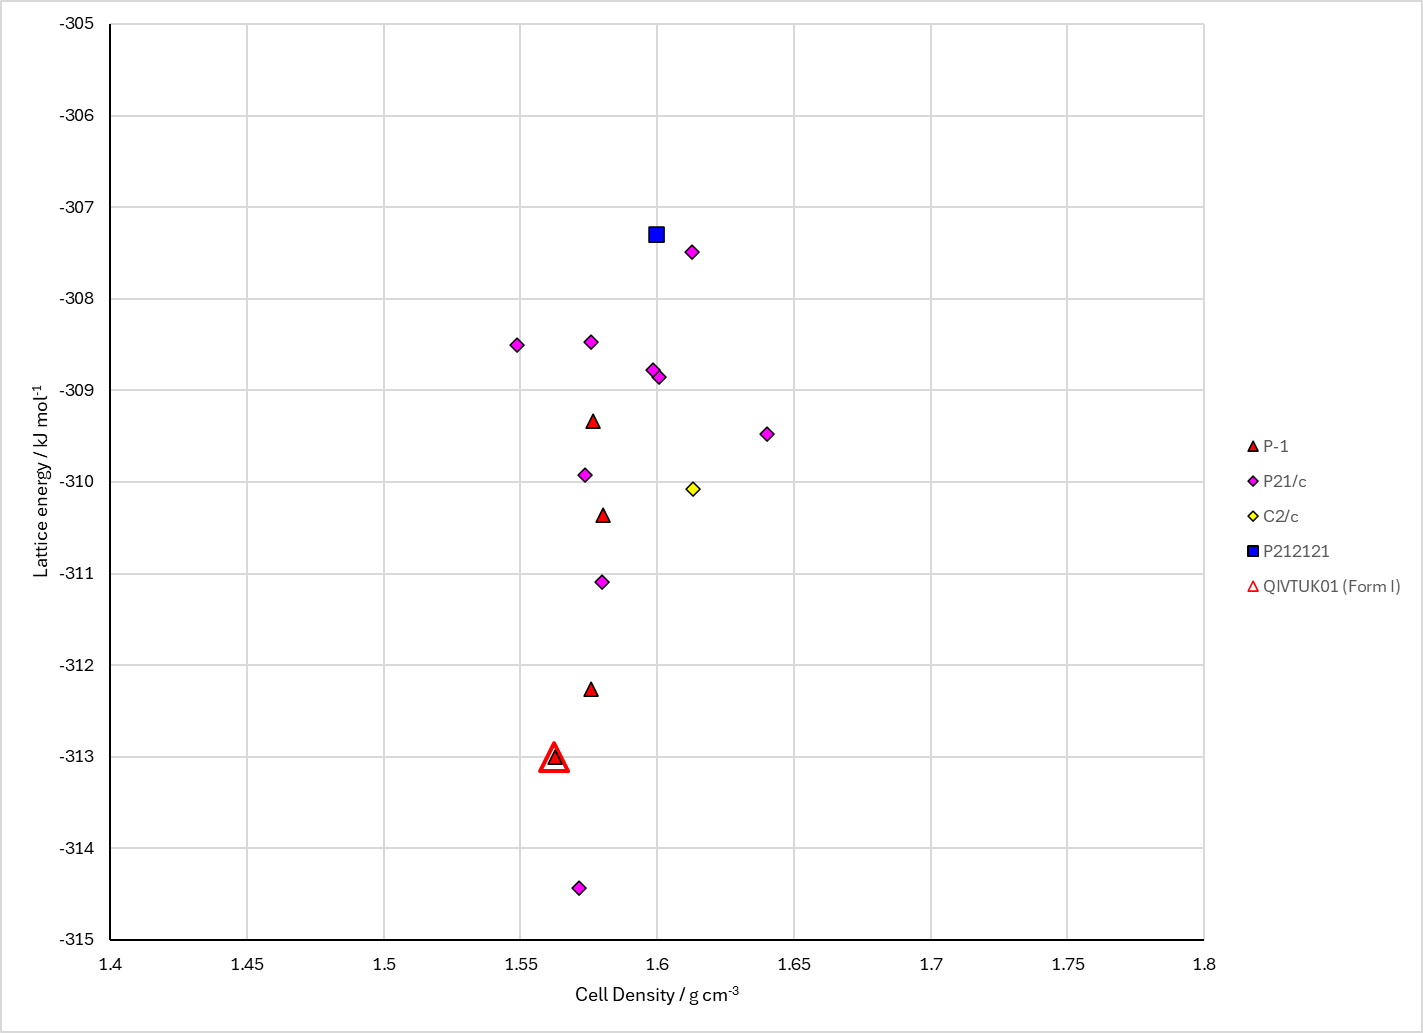 -305
-306
-307
-308
-309
-310
-311
-312
-313
-314
-315
Lattice energy / kJ mol-1
1.4 1.45 1.5 1.55 1.6 1.65 1.7 1.75 1.8
Cell Density / g cm-3
P-1
P21/c
C2/c
P212121
QIVTUK01 (Form I)